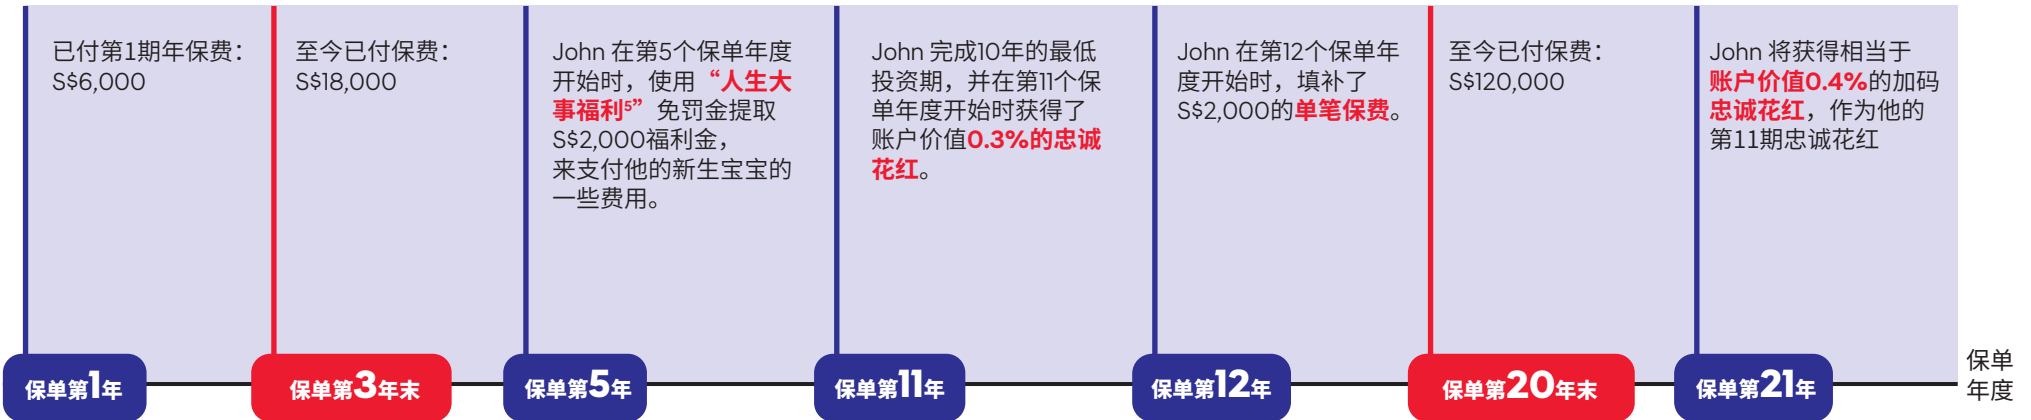 已付第1期年保费：
S$6,000
至今已付保费：
S$18,000
John 在第5个保单年度
开始时，使用“人生大
事福利⁵”免罚金提取
S$2,000福利金，
来支付他的新生宝宝的
一些费用。
John 完成10年的最低
投资期，并在第11个保
单年度开始时获得了
账户价值0.3%的忠诚
花红。
John 在第12个保单年
度开始时，填补了
S$2,000的单笔保费。
至今已付保费：
S$120,000
John 将获得相当于
账户价值0.4%的加码
忠诚花红，作为他的
第11期忠诚花红
保单第1年
保单第3年末
保单第5年
保单第11年
保单第12年
保单第20年末
保单第21年
保单
年度